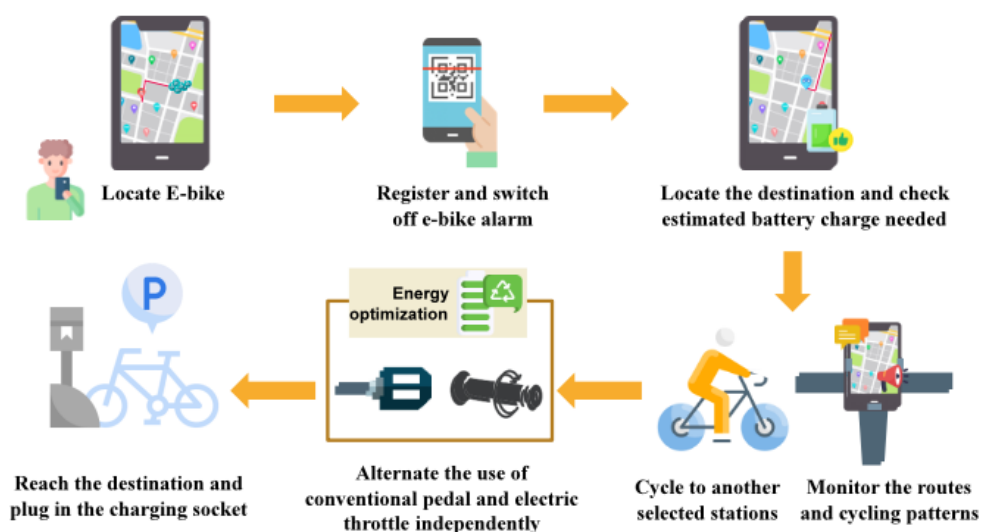 Locate E-bike
Register and switch
off e-bike alarm
Locate the destination and check
estimated battery charge needed
P
Energy
optimization
Reach the destination and
plug in the charging socket
Alternate the use of
conventional pedal and electric
throttle independently
Cycle to another
selected stations
Monitor the routes
and cycling patterns